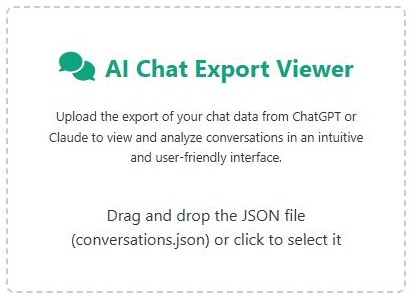 AI Chat Export Viewer
Upload the export of your chat data from ChatGPT or
Claude to view and analyze conversations in an intuitive
and user-friendly interface.
Drag and drop the JSON file
(conversations.json) or click to select it